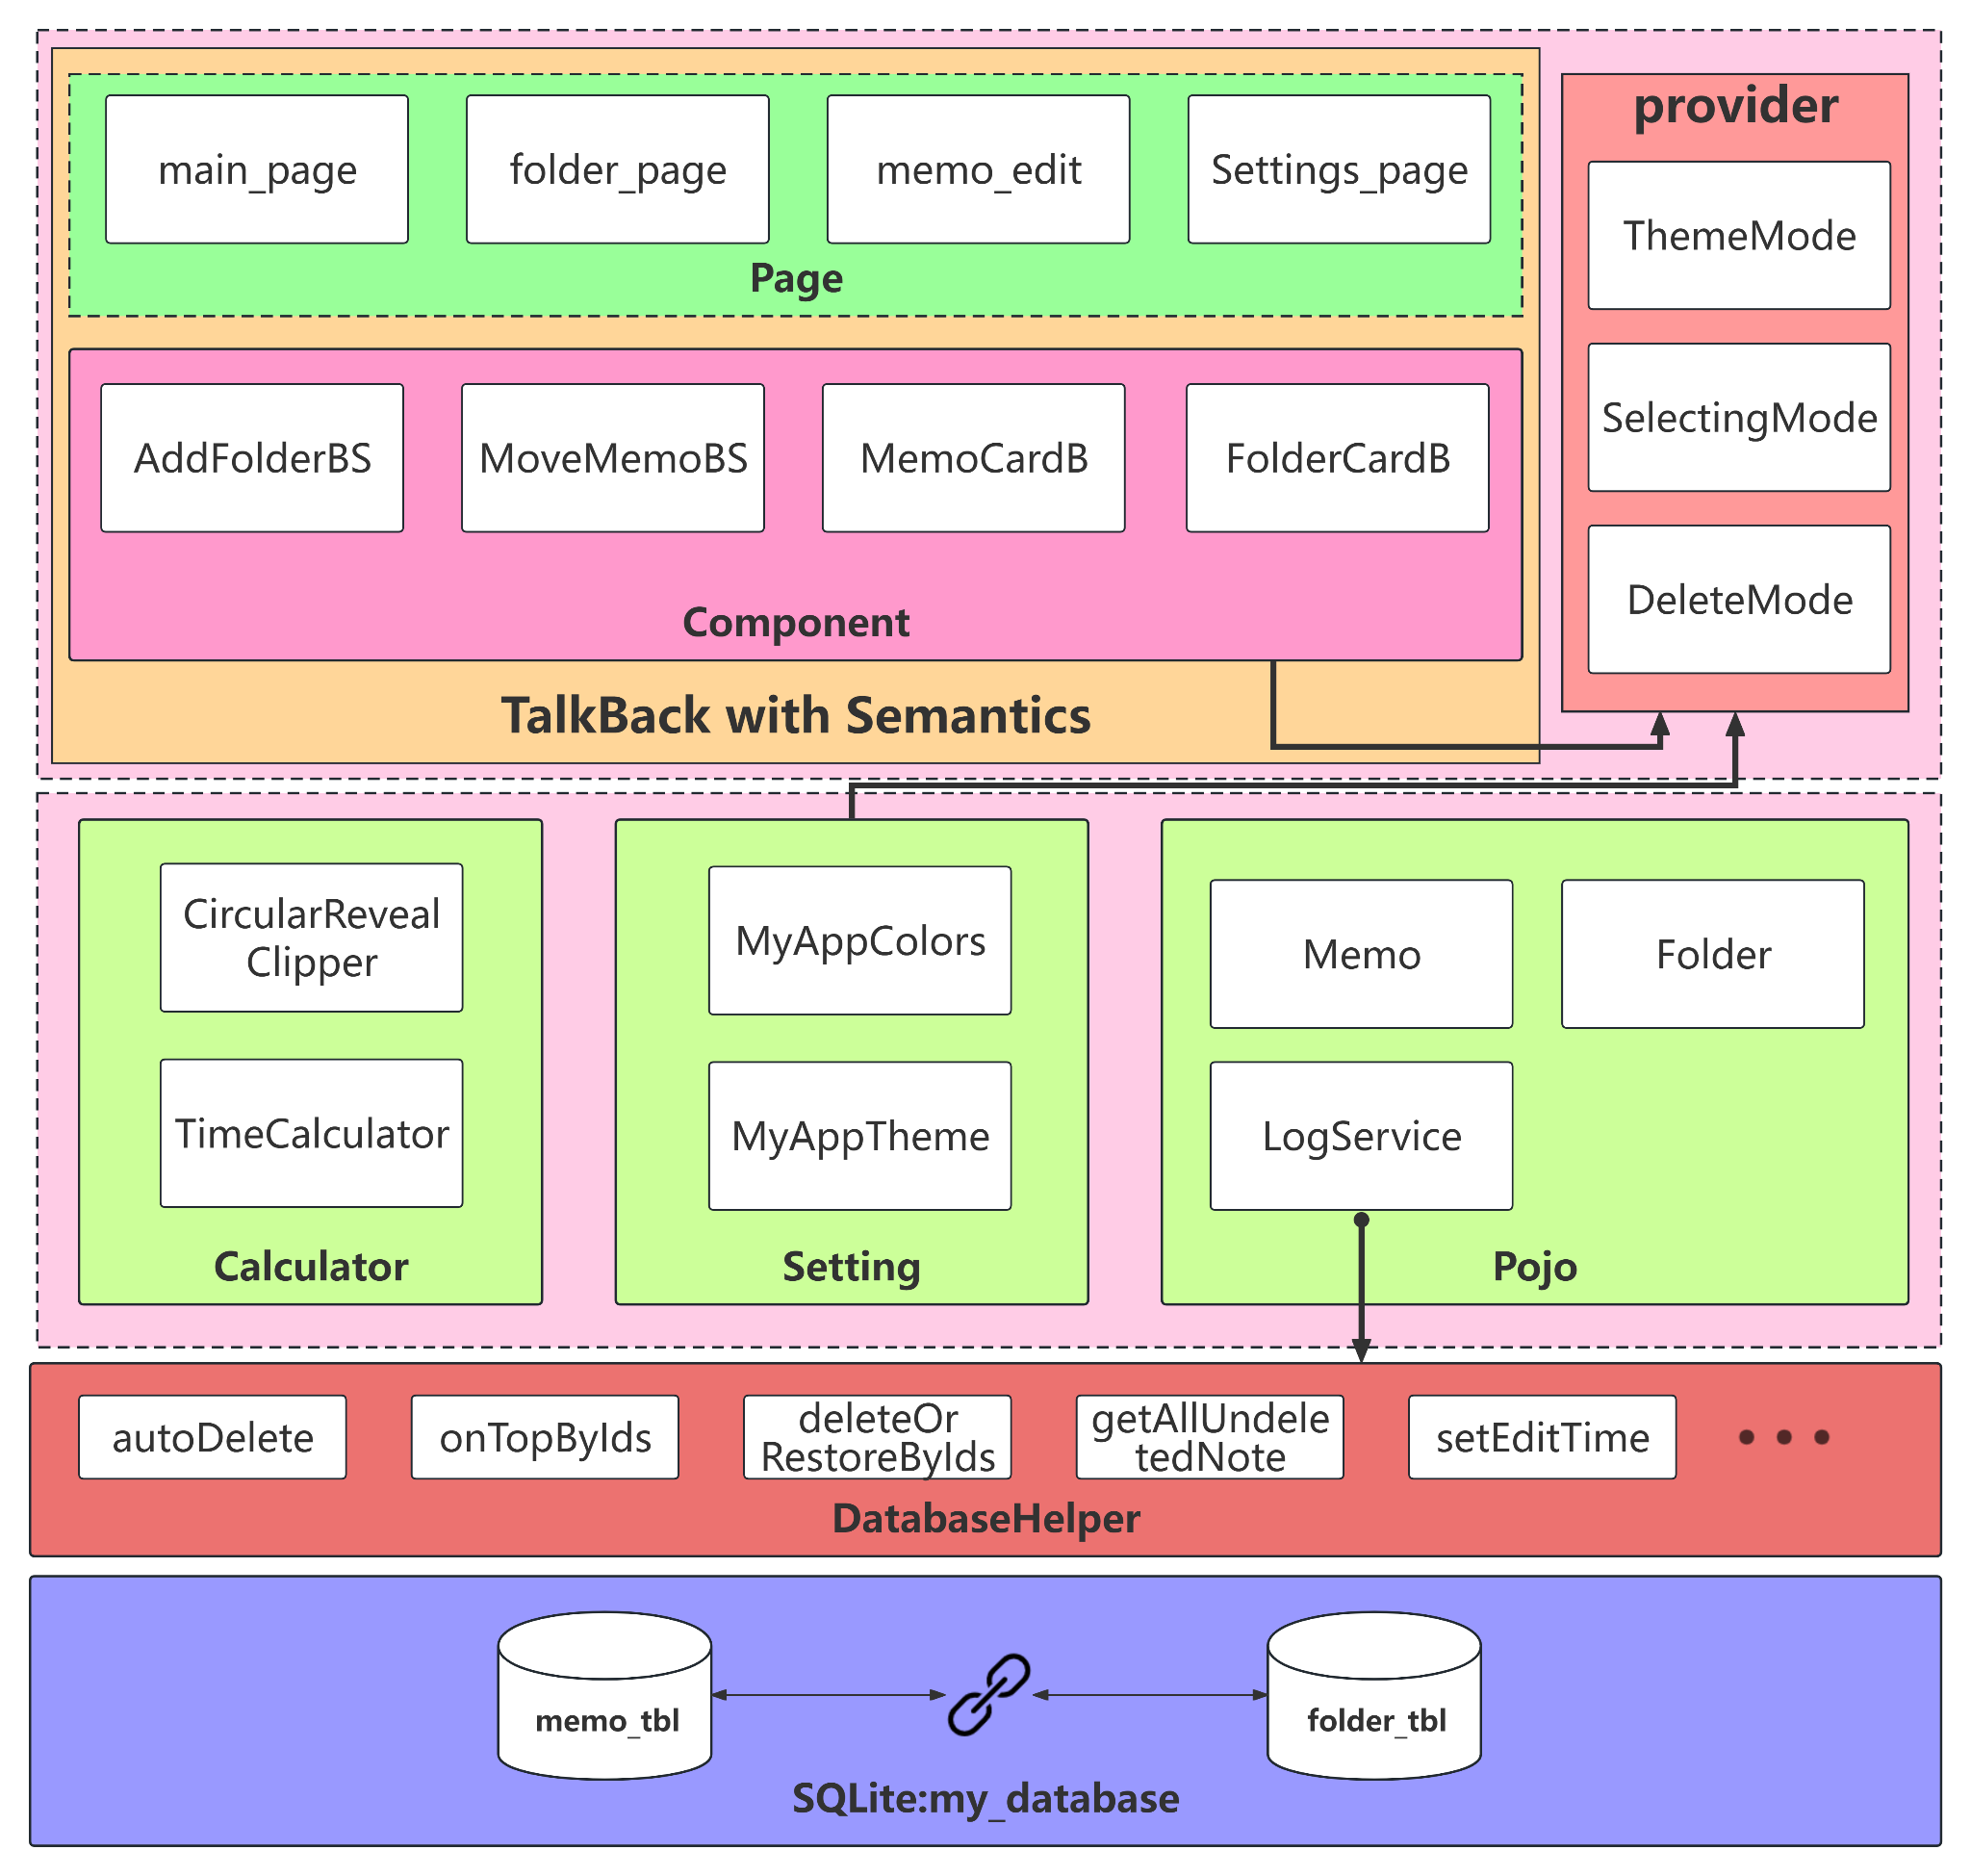 main_page
folder_page
memo_edit
Settings_page
Page
AddFolderBS
MoveMemoBS
MemoCardB
FolderCardB
Component
TalkBack with Semantics
provider
ThemeMode
SelectingMode
DeleteMode
CircularReveal
Clipper
TimeCalculator
Calculator
MyAppColors
MyAppTheme
Setting
Memo
Folder
LogService
Pojo
autoDelete
onTopByIds
deleteOr
RestoreByIds
getAllUndele
tedNote
setEditTime
DatabaseHelper
memo_tbl
folder_tbl
SQLite:my_database